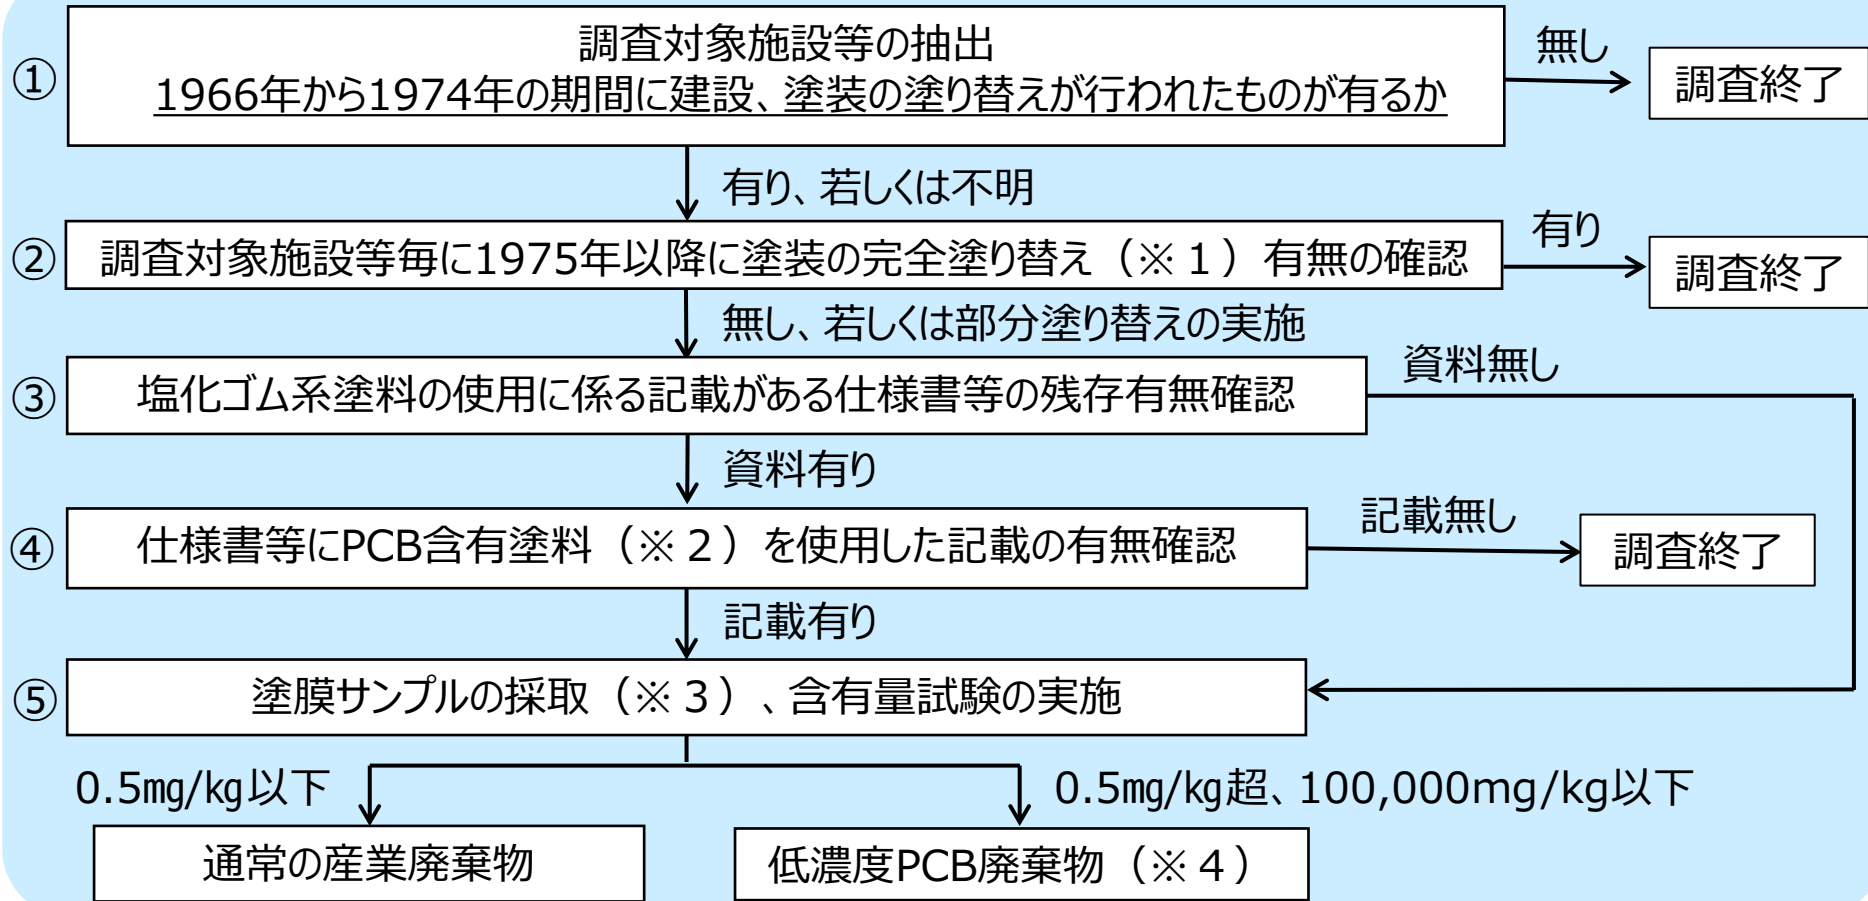 調査対象施設等の抽出
無し
①
1966年から1974年の期間に建設、塗装の塗り替えが行われたものが有るか
調査終了
有り、若しくは不明
有り
②
調査対象施設等毎に1975年以降に塗装の完全塗り替え（※１）有無の確認
調査終了
無し、若しくは部分塗り替えの実施
資料無し
③
塩化ゴム系塗料の使用に係る記載がある仕様書等の残存有無確認
資料有り
記載無し
④
仕様書等にPCB含有塗料（※２）を使用した記載の有無確認
調査終了
記載有り
⑤
塗膜サンプルの採取（※３）、含有量試験の実施
0.5㎎/㎏以下
0.5㎎/㎏超、100,000mg/kg以下
通常の産業廃棄物
低濃度PCB廃棄物（※４）